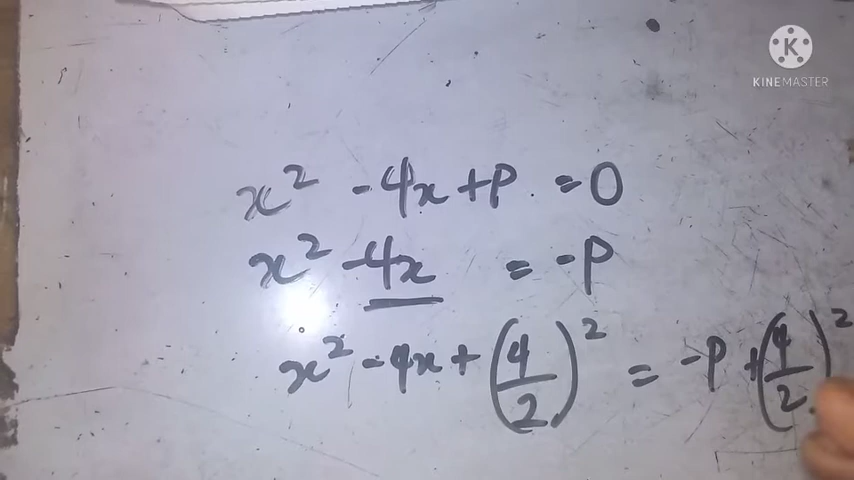 KINEMASTER
x² - 4x + p = 0
x² - 4x = -p
x² - 4x + (4/2)² = -p + (4/2)²